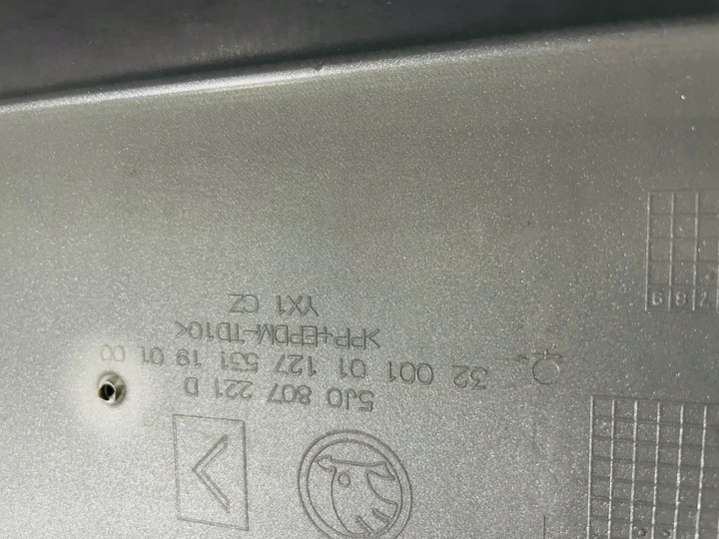 5J0 807 221 D
32 001 01 127 531 19 01 00
>PP+EPDM-TD10<
YX1 CZ